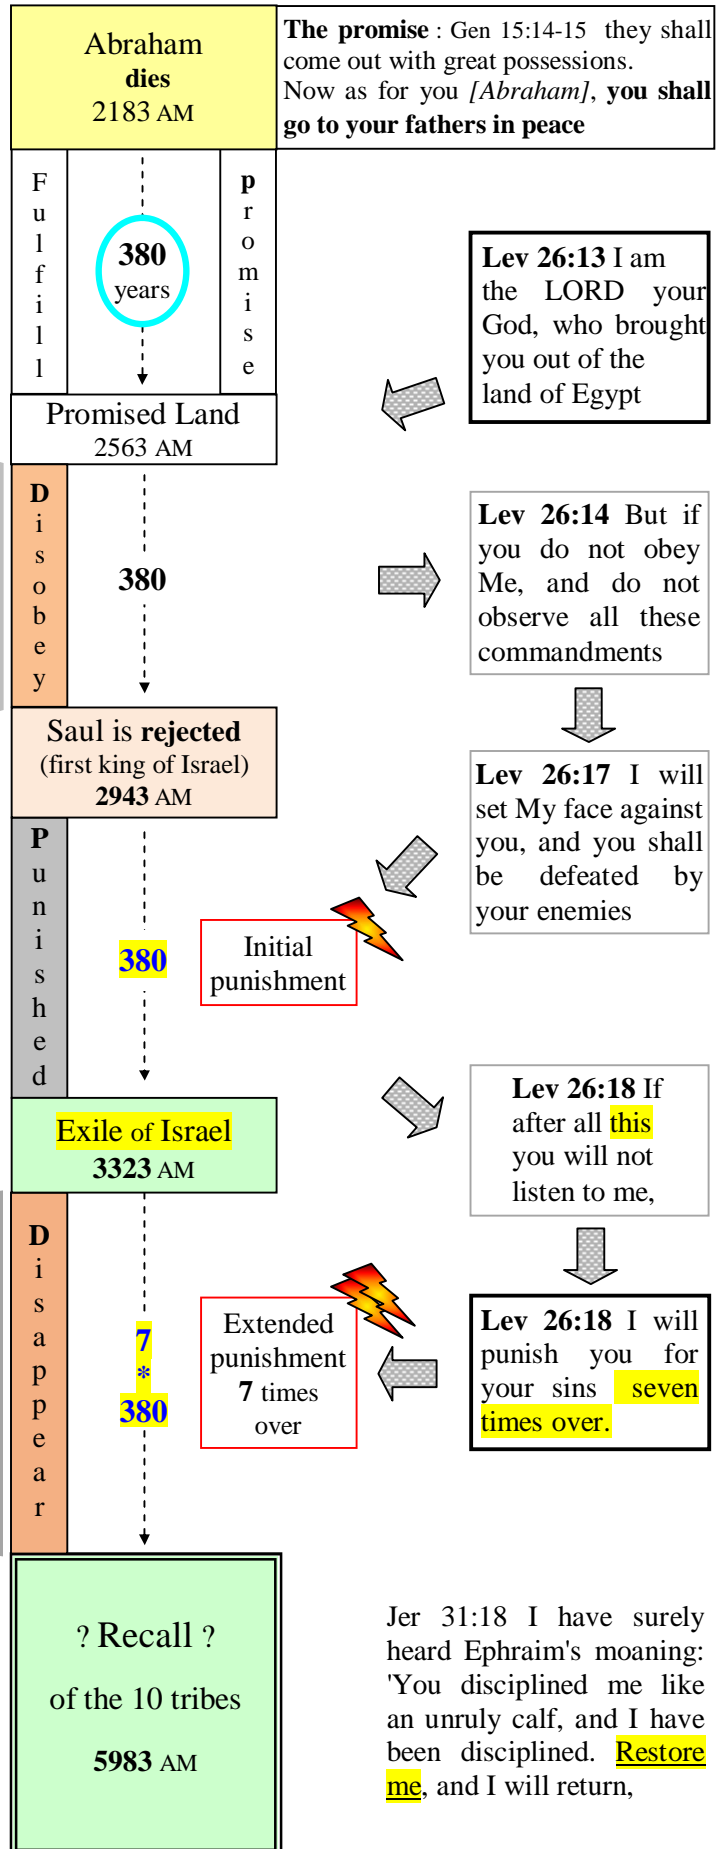 Abraham
dies
2183 AM
The promise : Gen 15:14-15 they shall
come out with great possessions.
Now as for you [Abraham], you shall
go to your fathers in peace
Fulfill
380
years
promise
Lev 26:13 I am
the LORD your
God, who brought
you out of the
land of Egypt
Promised Land
2563 AM
Disobey
380
Lev 26:14 But if
you do not obey
Me, and do not
observe all these
commandments
Saul is rejected
(first king of Israel)
2943 AM
Lev 26:17 I will
set My face against
you, and you shall
be defeated by
your enemies
Punished
380
Initial
punishment
Exile of Israel
3323 AM
Lev 26:18 If
after all this
you will not
listen to me,
Disappear
7
*
380
Extended
punishment
7 times
over
Lev 26:18 I will
punish you for
your sins seven
times over.
? Recall ?
of the 10 tribes
5983 AM
Jer 31:18 I have surely
heard Ephraim's moaning:
'You disciplined me like
an unruly calf, and I have
been disciplined. Restore
me, and I will return,